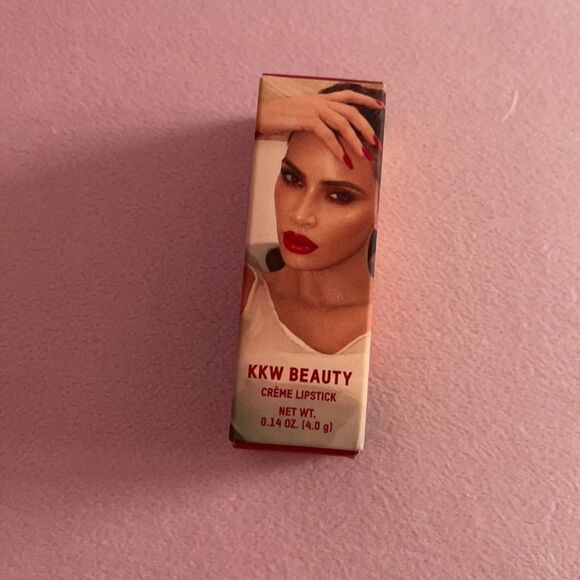 KKW BEAUTY
CRÈME LIPSTICK
NET WT.
0.14 OZ. (4.0 g)